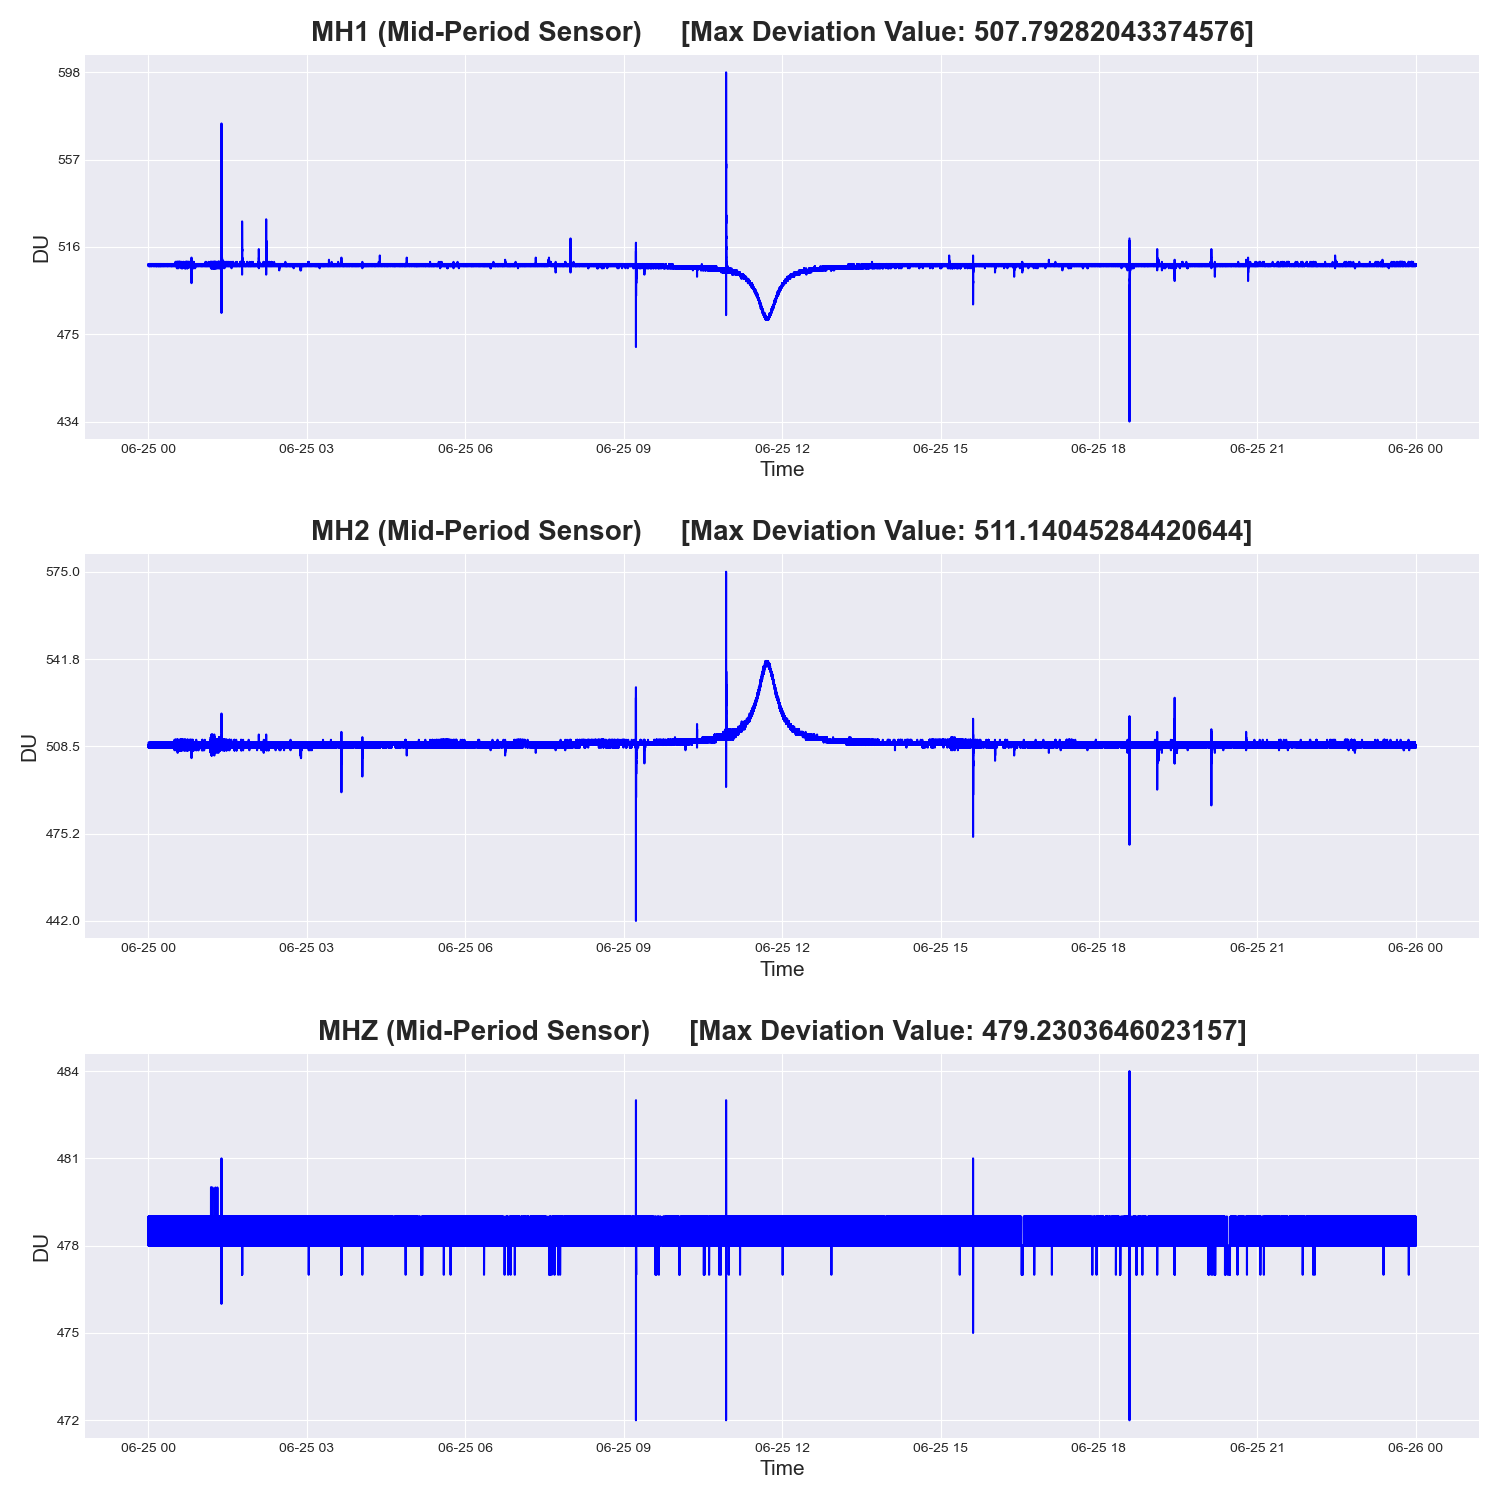 MH1 (Mid-Period Sensor) [Max Deviation Value: 507.79282043374576]
598
557
516
475
434
DU
06-25 00 06-25 03 06-25 06 06-25 09 06-25 12 06-25 15 06-25 18 06-25 21 06-26 00
Time
MH2 (Mid-Period Sensor) [Max Deviation Value: 511.14045284420644]
575.0
541.8
508.5
475.2
442.0
DU
06-25 00 06-25 03 06-25 06 06-25 09 06-25 12 06-25 15 06-25 18 06-25 21 06-26 00
Time
MHZ (Mid-Period Sensor) [Max Deviation Value: 479.2303646023157]
484
481
478
475
472
DU
06-25 00 06-25 03 06-25 06 06-25 09 06-25 12 06-25 15 06-25 18 06-25 21 06-26 00
Time